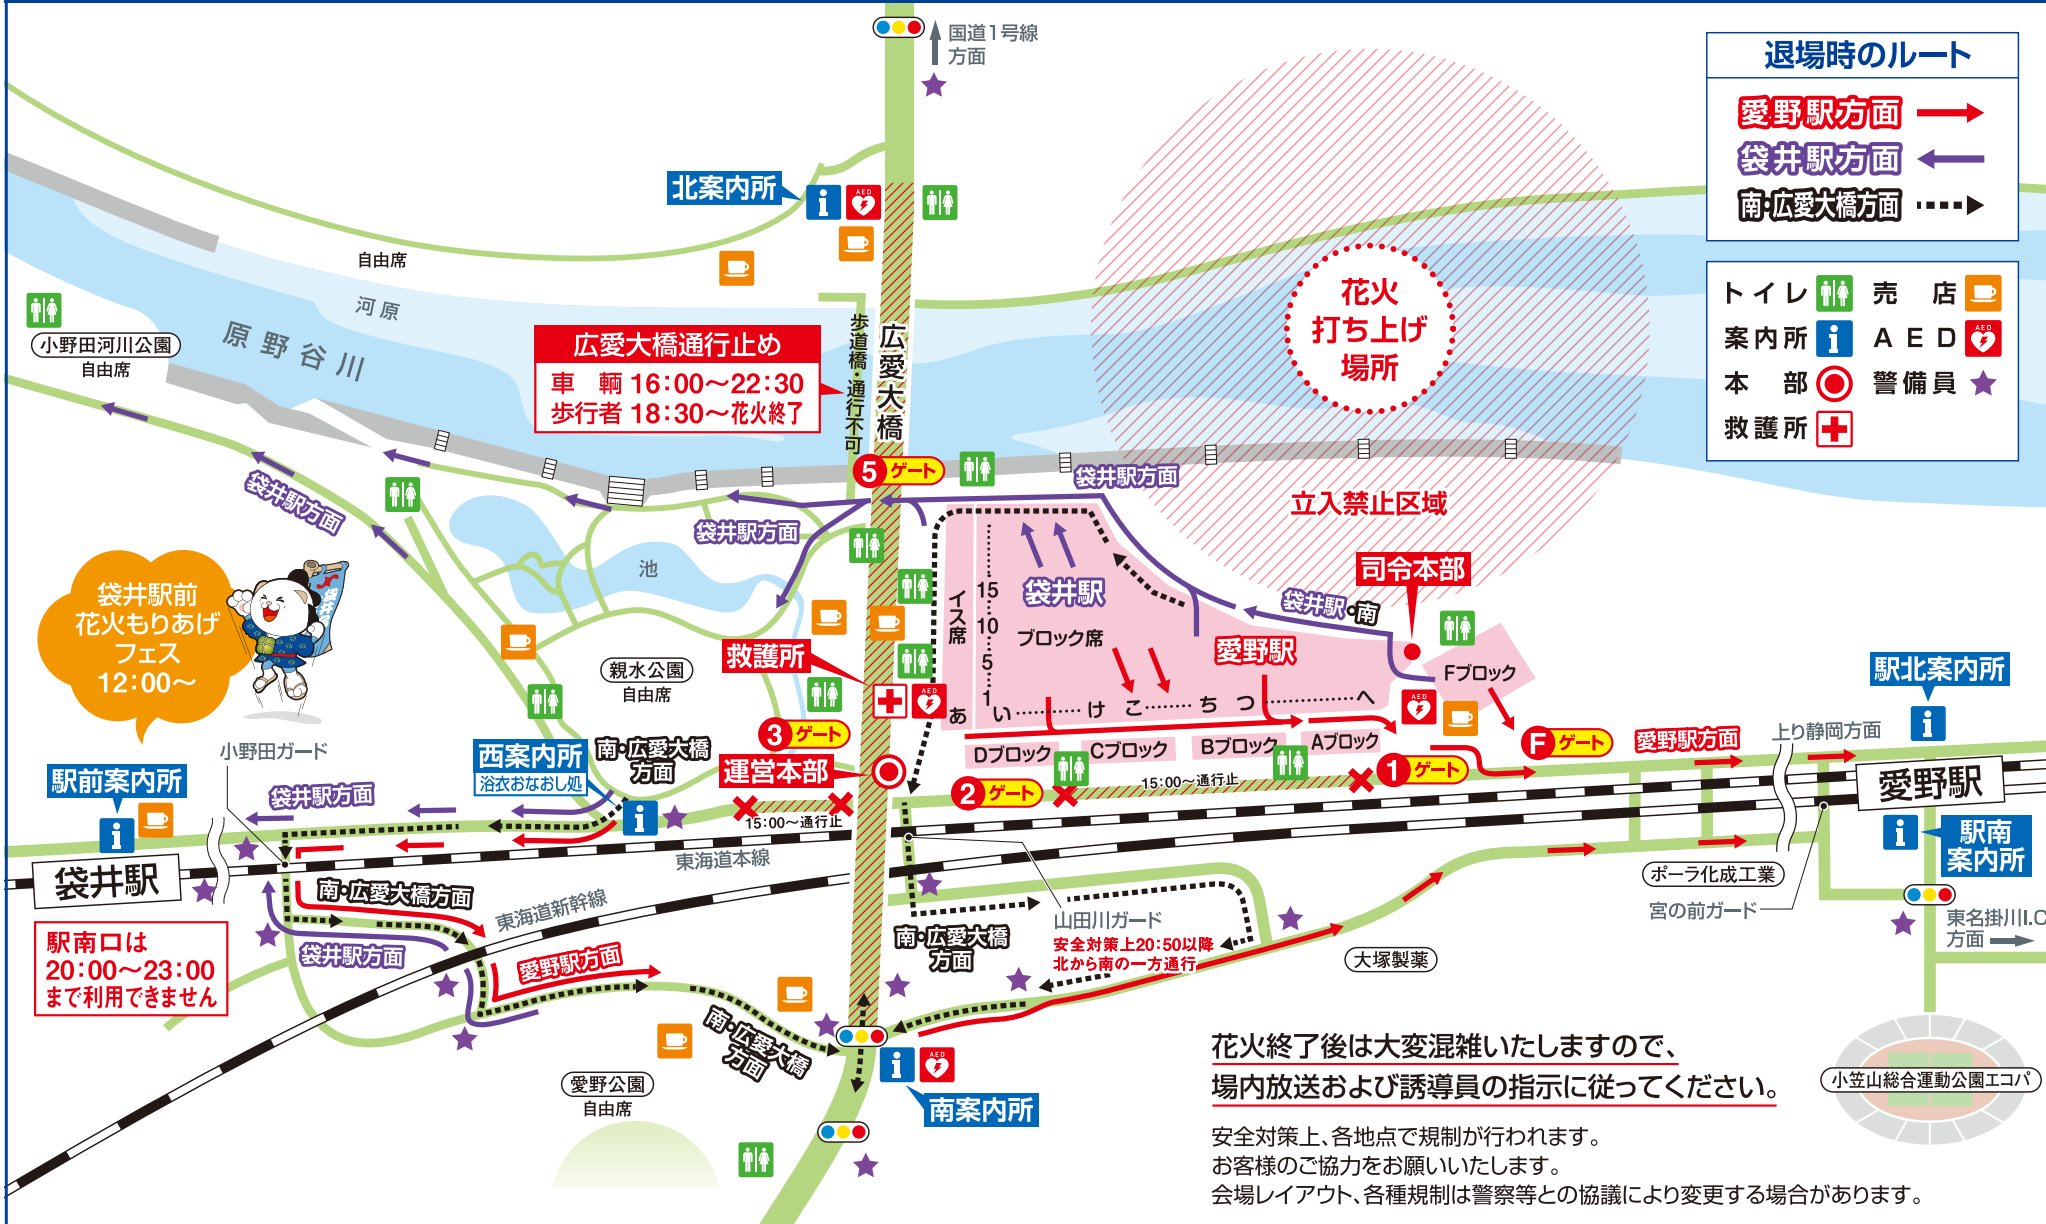 国道1号線
方面
退場時のルート
愛野駅方面
袋井駅方面
南・広愛大橋方面
トイレ
売店
案内所
AED
本部
警備員
救護所
北案内所
自由席
河原
原野谷川
小野田河川公園
自由席
広愛大橋通行止め
車輌 16:00〜22:30
歩行者 18:30〜花火終了
歩道橋・通行不可
広愛大橋
花火
打ち上げ
場所
立入禁止区域
5 ゲート
袋井駅方面
袋井駅方面
袋井駅方面
池
袋井駅前
花火もりあげ
フェス
12:00〜
親水公園
自由席
救護所
3 ゲート
運営本部
イス席
15
10
5
1
あ
袋井駅
ブロック席
愛野駅
い………けこ……ちつ………へ
袋井駅・南
司令本部
Fブロック
Dブロック
Cブロック
Bブロック
Aブロック
2 ゲート
15:00〜通行止
1 ゲート
F ゲート
愛野駅方面
上り静岡方面
駅北案内所
愛野駅
駅南
案内所
小野田ガード
駅前案内所
袋井駅方面
西案内所
浴衣おなおし処
南・広愛大橋
方面
15:00〜通行止
東海道本線
袋井駅
駅南口は
20:00〜23:00
まで利用できません
南・広愛大橋方面
袋井駅方面
東海道新幹線
愛野駅方面
南・広愛大橋
方面
南・広愛大橋
方面
山田川ガード
安全対策上20:50以降
北から南の一方通行
大塚製薬
ポーラ化成工業
宮の前ガード
東名掛川I.C
方面
愛野公園
自由席
南案内所
小笠山総合運動公園エコパ
花火終了後は大変混雑いたしますので、
場内放送および誘導員の指示に従ってください。
安全対策上、各地点で規制が行われます。
お客様のご協力をお願いいたします。
会場レイアウト、各種規制は警察等との協議により変更する場合があります。